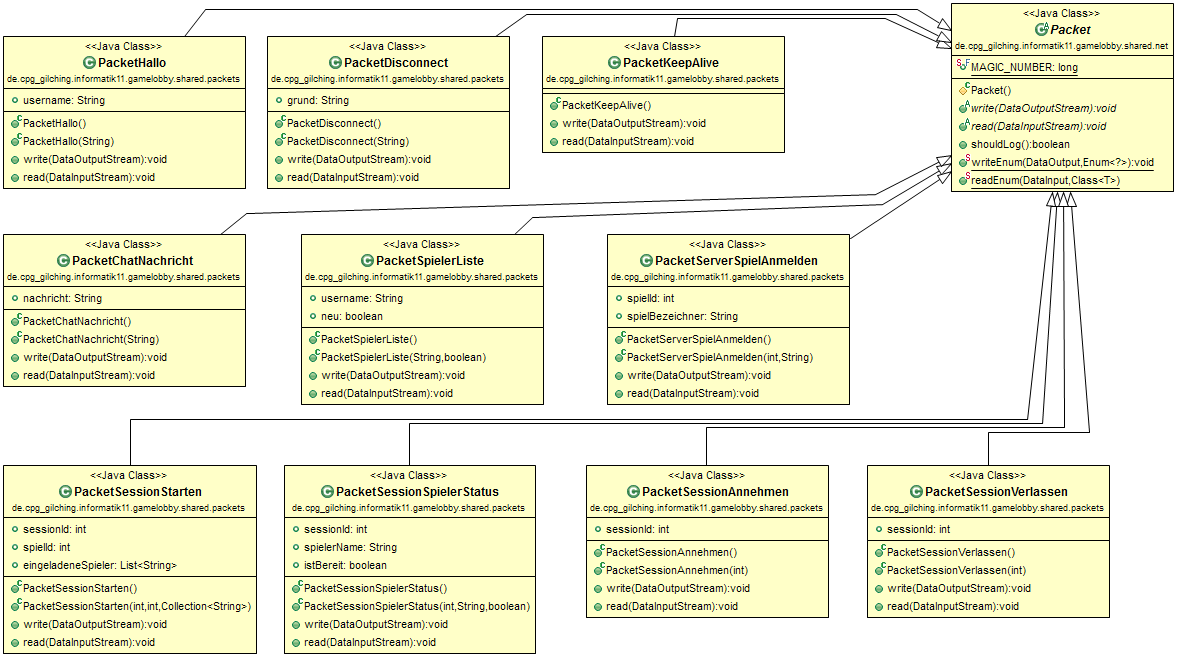 <<Java Class>>
PacketHallo
de.cpg_gilching.informatik11.gamelobby.shared.packets
username: String
PacketHallo()
PacketHallo(String)
write(DataOutputStream):void
read(DataInputStream):void
<<Java Class>>
PacketDisconnect
de.cpg_gilching.informatik11.gamelobby.shared.packets
grund: String
PacketDisconnect()
PacketDisconnect(String)
write(DataOutputStream):void
read(DataInputStream):void
<<Java Class>>
PacketKeepAlive
de.cpg_gilching.informatik11.gamelobby.shared.packets
PacketKeepAlive()
write(DataOutputStream):void
read(DataInputStream):void
<<Java Class>>
Packet
de.cpg_gilching.informatik11.gamelobby.shared.net
MAGIC_NUMBER: long
Packet()
write(DataOutputStream):void
read(DataInputStream):void
shouldLog():boolean
writeEnum(DataOutput,Enum<?>):void
readEnum(DataInput,Class<T>)
<<Java Class>>
PacketChatNachricht
de.cpg_gilching.informatik11.gamelobby.shared.packets
nachricht: String
PacketChatNachricht()
PacketChatNachricht(String)
write(DataOutputStream):void
read(DataInputStream):void
<<Java Class>>
PacketSpielerListe
de.cpg_gilching.informatik11.gamelobby.shared.packets
username: String
neu: boolean
PacketSpielerListe()
PacketSpielerListe(String,boolean)
write(DataOutputStream):void
read(DataInputStream):void
<<Java Class>>
PacketServerSpielAnmelden
de.cpg_gilching.informatik11.gamelobby.shared.packets
spielId: int
spielBezeichner: String
PacketServerSpielAnmelden()
PacketServerSpielAnmelden(int,String)
write(DataOutputStream):void
read(DataInputStream):void
<<Java Class>>
PacketSessionStarten
de.cpg_gilching.informatik11.gamelobby.shared.packets
sessionId: int
spielId: int
eingeladeneSpieler: List<String>
PacketSessionStarten()
PacketSessionStarten(int,int,Collection<String>)
write(DataOutputStream):void
read(DataInputStream):void
<<Java Class>>
PacketSessionSpielerStatus
de.cpg_gilching.informatik11.gamelobby.shared.packets
sessionId: int
spielerName: String
istBereit: boolean
PacketSessionSpielerStatus()
PacketSessionSpielerStatus(int,String,boolean)
write(DataOutputStream):void
read(DataInputStream):void
<<Java Class>>
PacketSessionAnnehmen
de.cpg_gilching.informatik11.gamelobby.shared.packets
sessionId: int
PacketSessionAnnehmen()
PacketSessionAnnehmen(int)
write(DataOutputStream):void
read(DataInputStream):void
<<Java Class>>
PacketSessionVerlassen
de.cpg_gilching.informatik11.gamelobby.shared.packets
sessionId: int
PacketSessionVerlassen()
PacketSessionVerlassen(int)
write(DataOutputStream):void
read(DataInputStream):void